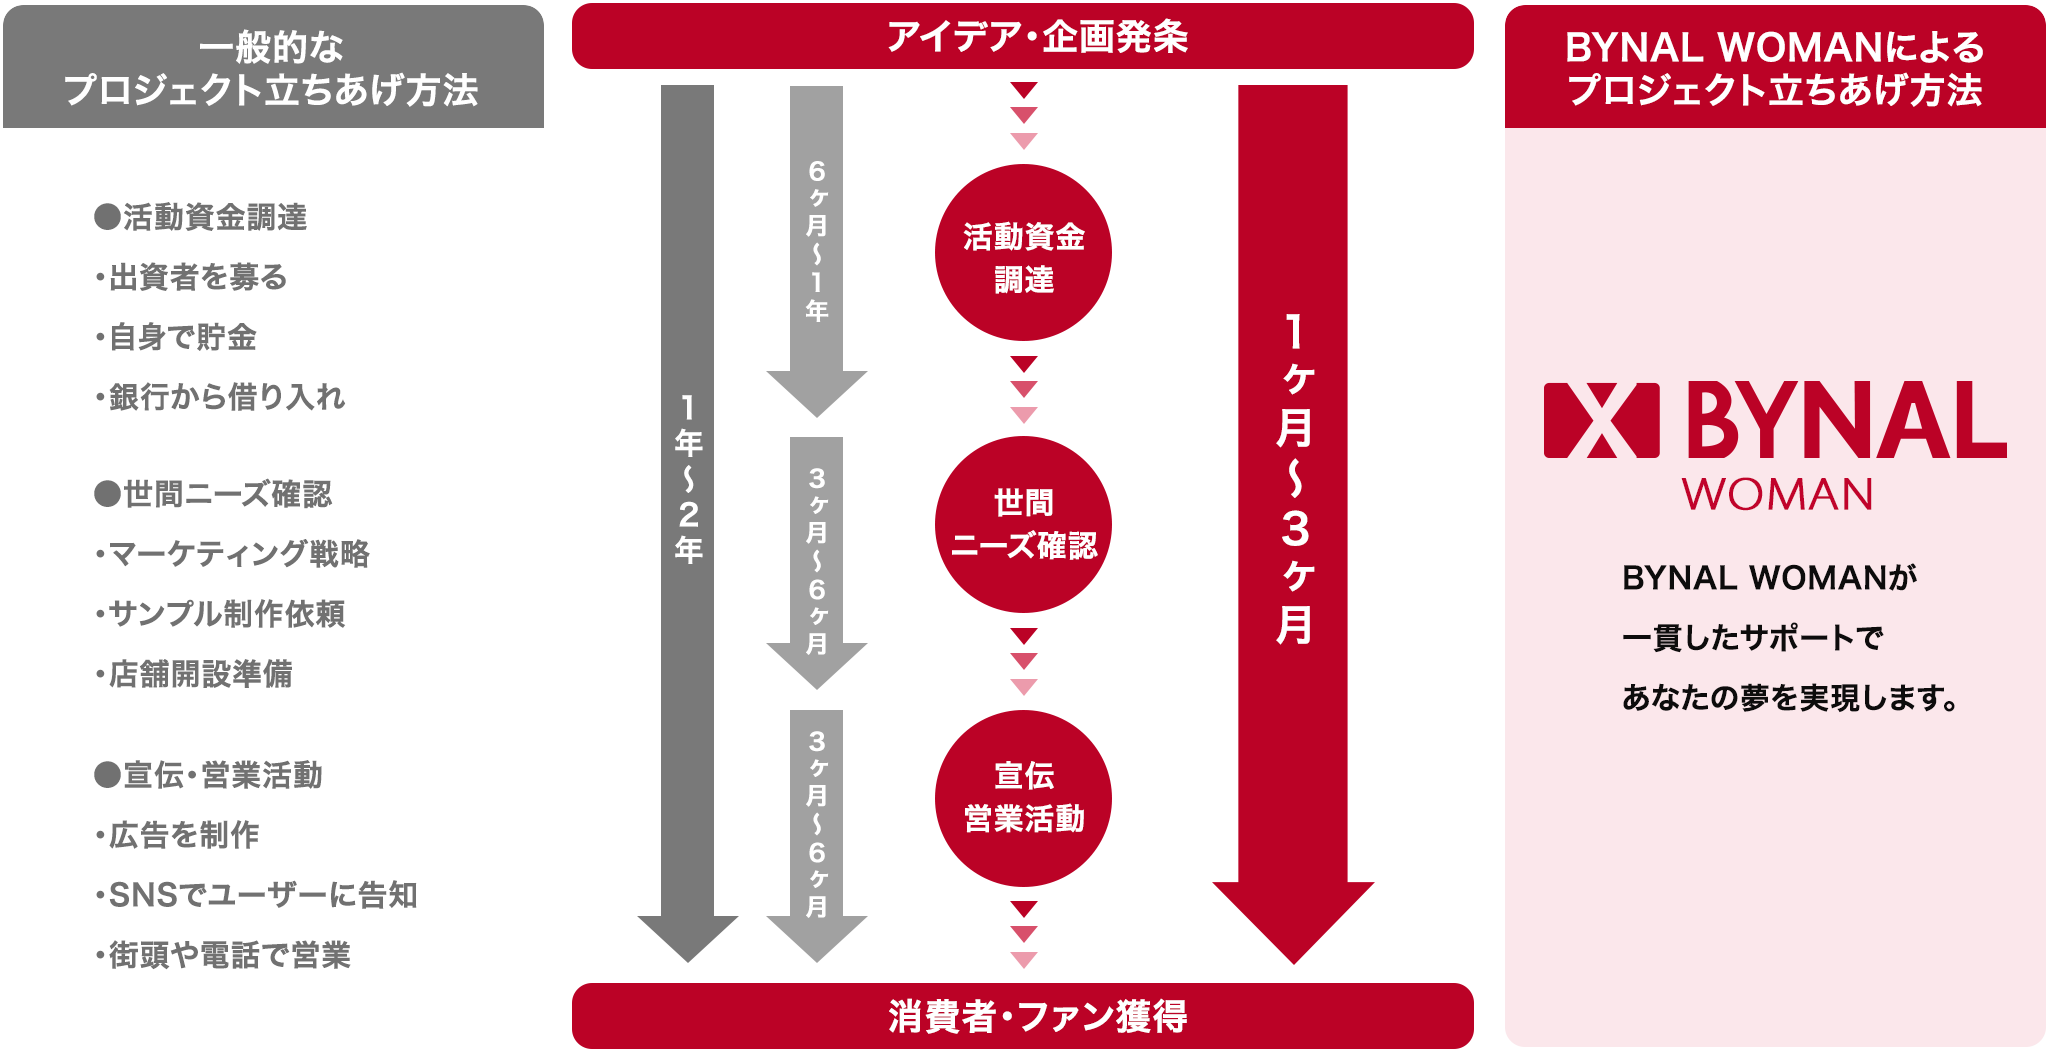 一般的な
プロジェクト立ちあげ方法
●活動資金調達
・出資者を募る
・自身で貯金
・銀行から借り入れ
●世間ニーズ確認
・マーケティング戦略
・サンプル制作依頼
・店舗開設準備
●宣伝・営業活動
・広告を制作
・SNSでユーザーに告知
・街頭や電話で営業
アイデア・企画発条
1年〜2年
6ヶ月〜1年
3ヶ月〜6ヶ月
3ヶ月〜6ヶ月
活動資金
調達
世間
ニーズ確認
宣伝
営業活動
1ヶ月〜3ヶ月
消費者・ファン獲得
BYNAL WOMANによる
プロジェクト立ちあげ方法
BYNAL
WOMAN
BYNAL WOMANが
一貫したサポートで
あなたの夢を実現します。